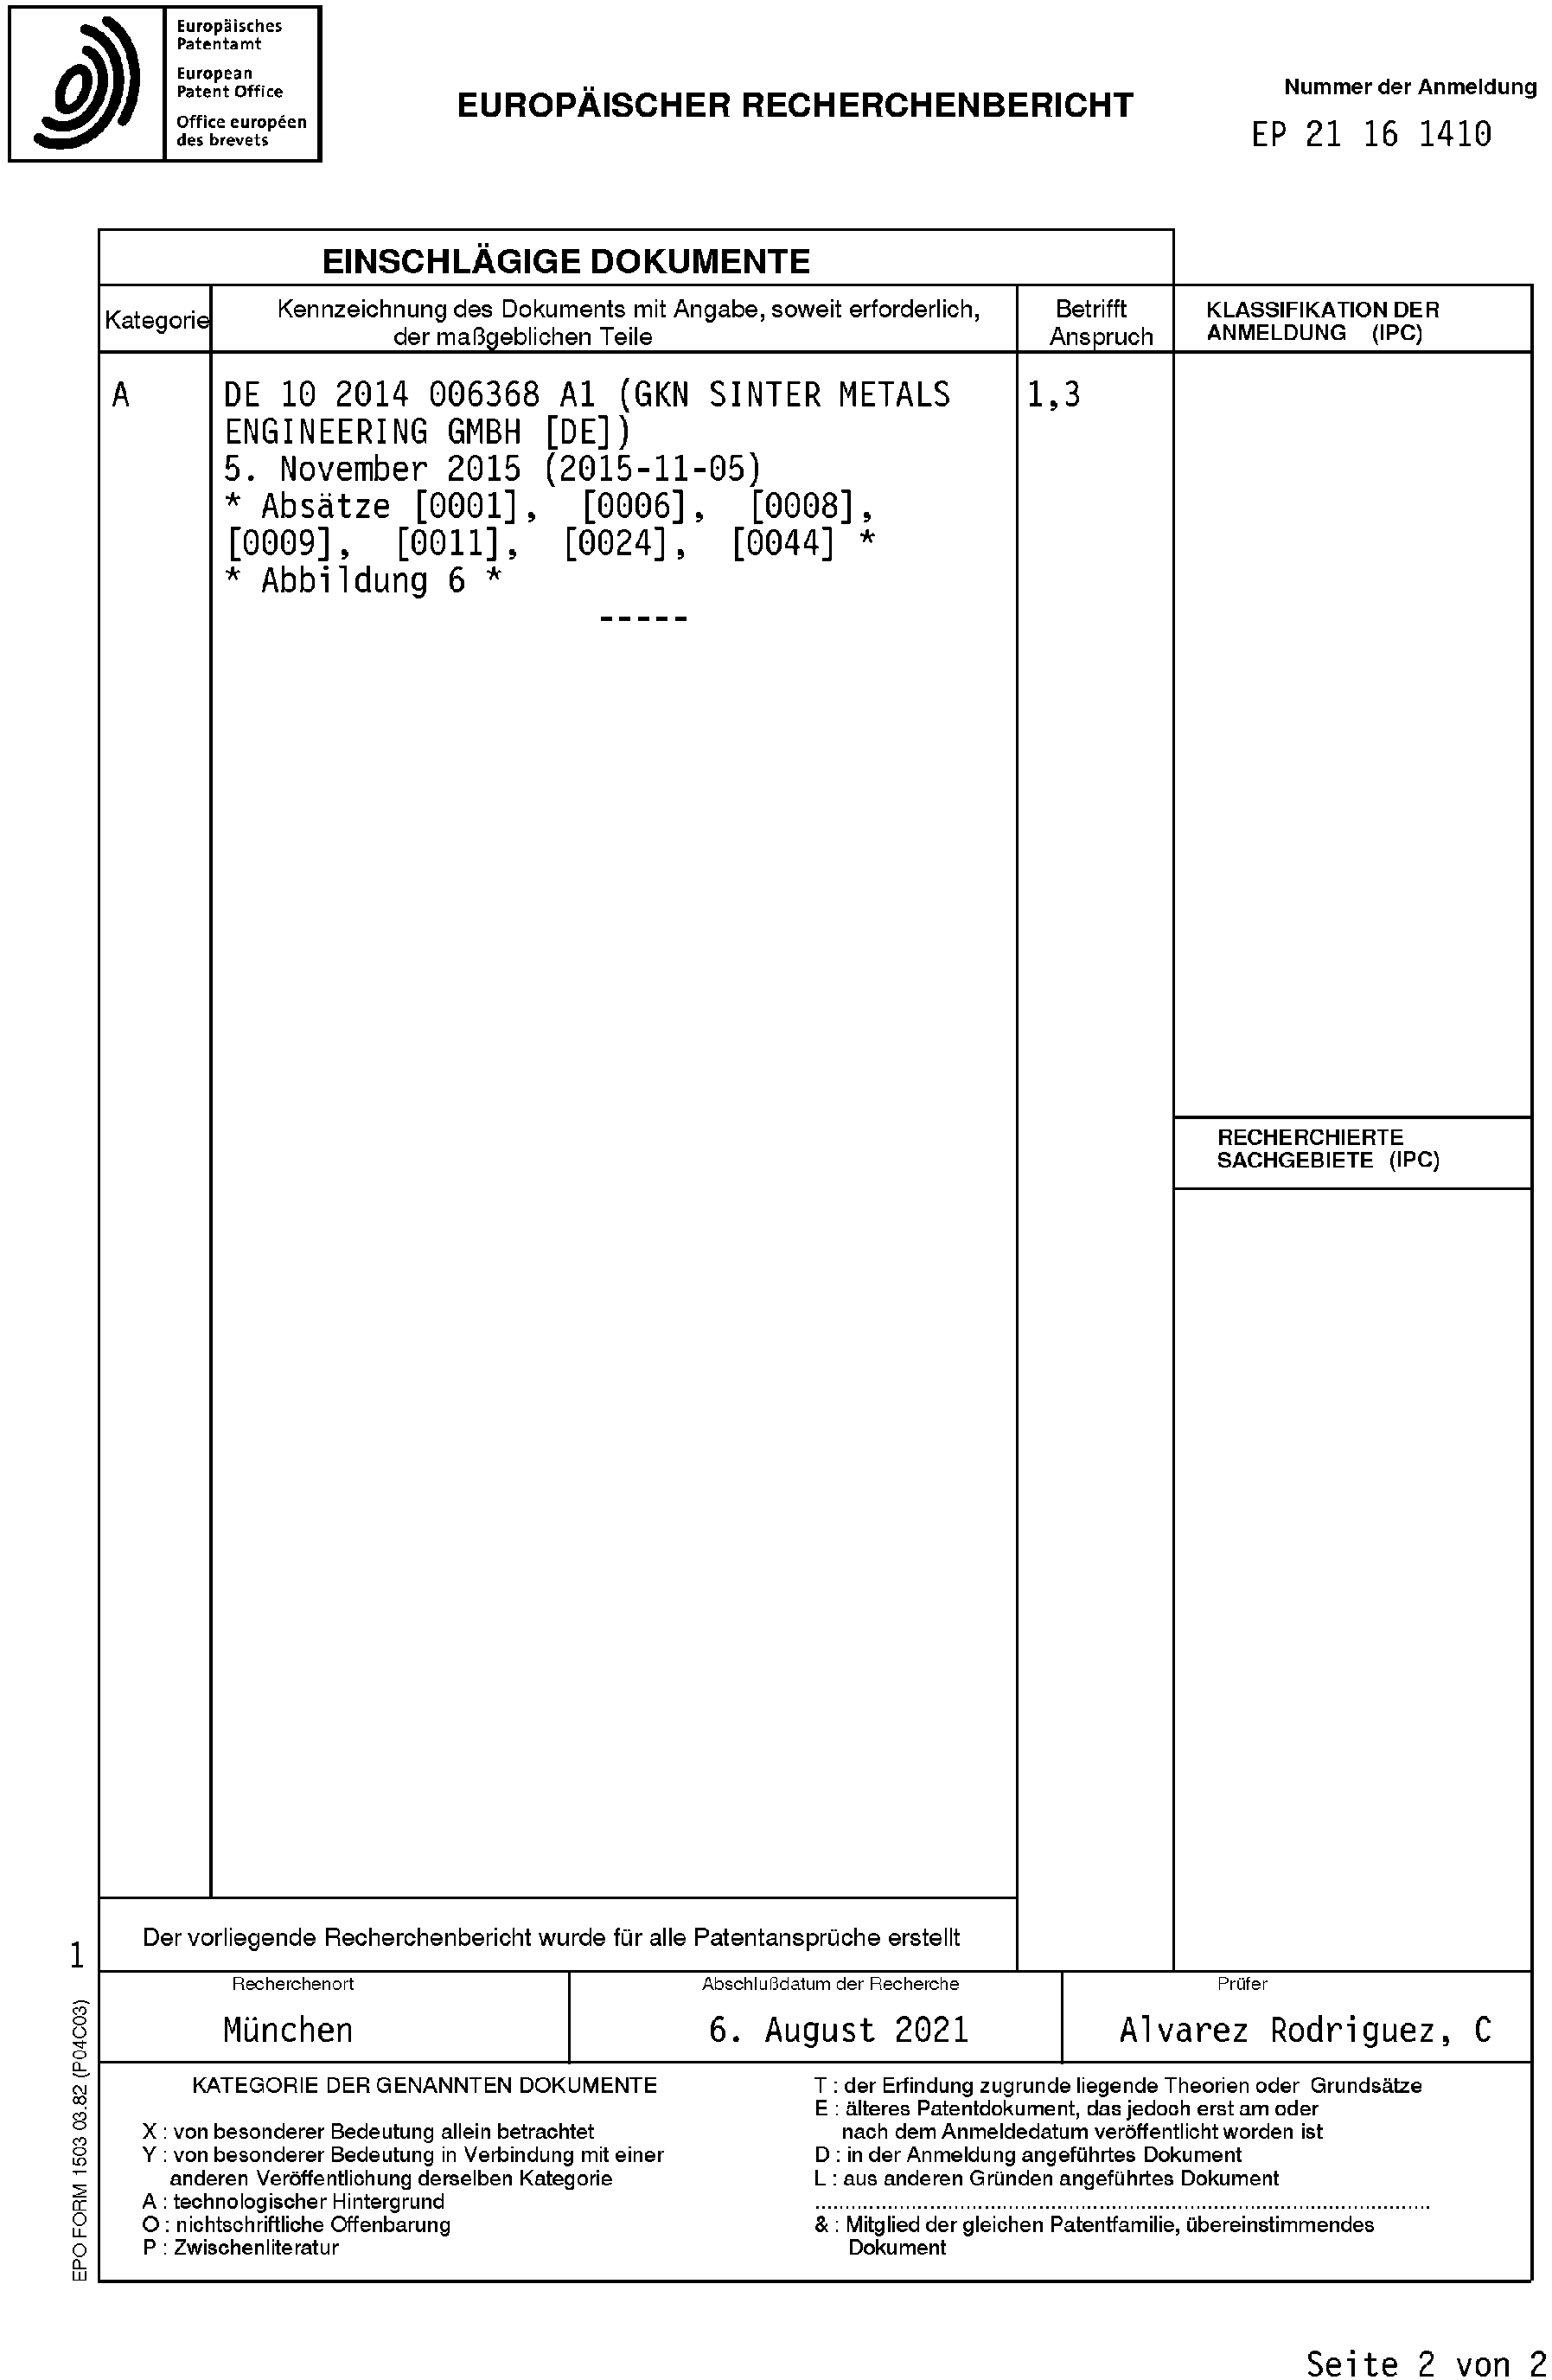 Europäisches
Patentamt
European
Patent Office
Office européen
des brevets
EUROPÄISCHER RECHERCHENBERICHT
Nummer der Anmeldung
EP 21 16 1410
EINSCHLÄGIGE DOKUMENTE
Kategorie
Kennzeichnung des Dokuments mit Angabe, soweit erforderlich,
der maßgeblichen Teile
Betrifft
Anspruch
KLASSIFIKATION DER
ANMELDUNG (IPC)
A
DE 10 2014 006368 A1 (GKN SINTER METALS
ENGINEERING GMBH [DE])
5. November 2015 (2015-11-05)
* Absätze [0001], [0006], [0008],
[0009], [0011], [0024], [0044] *
* Abbildung 6 *
-----
1,3
RECHERCHIERTE
SACHGEBIETE (IPC)
Der vorliegende Recherchenbericht wurde für alle Patentansprüche erstellt
1
Recherchenort
München
Abschlußdatum der Recherche
6. August 2021
Prüfer
Alvarez Rodriguez, C
EPO FORM 1503 03.82 (P04C03)
KATEGORIE DER GENANNTEN DOKUMENTE
X : von besonderer Bedeutung allein betrachtet
Y : von besonderer Bedeutung in Verbindung mit einer
anderen Veröffentlichung derselben Kategorie
A : technologischer Hintergrund
O : nichtschriftliche Offenbarung
P : Zwischenliteratur
T : der Erfindung zugrunde liegende Theorien oder Grundsätze
E : älteres Patentdokument, das jedoch erst am oder
nach dem Anmeldedatum veröffentlicht worden ist
D : in der Anmeldung angeführtes Dokument
L : aus anderen Gründen angeführtes Dokument
& : Mitglied der gleichen Patentfamilie, übereinstimmendes
Dokument
Seite 2 von 2